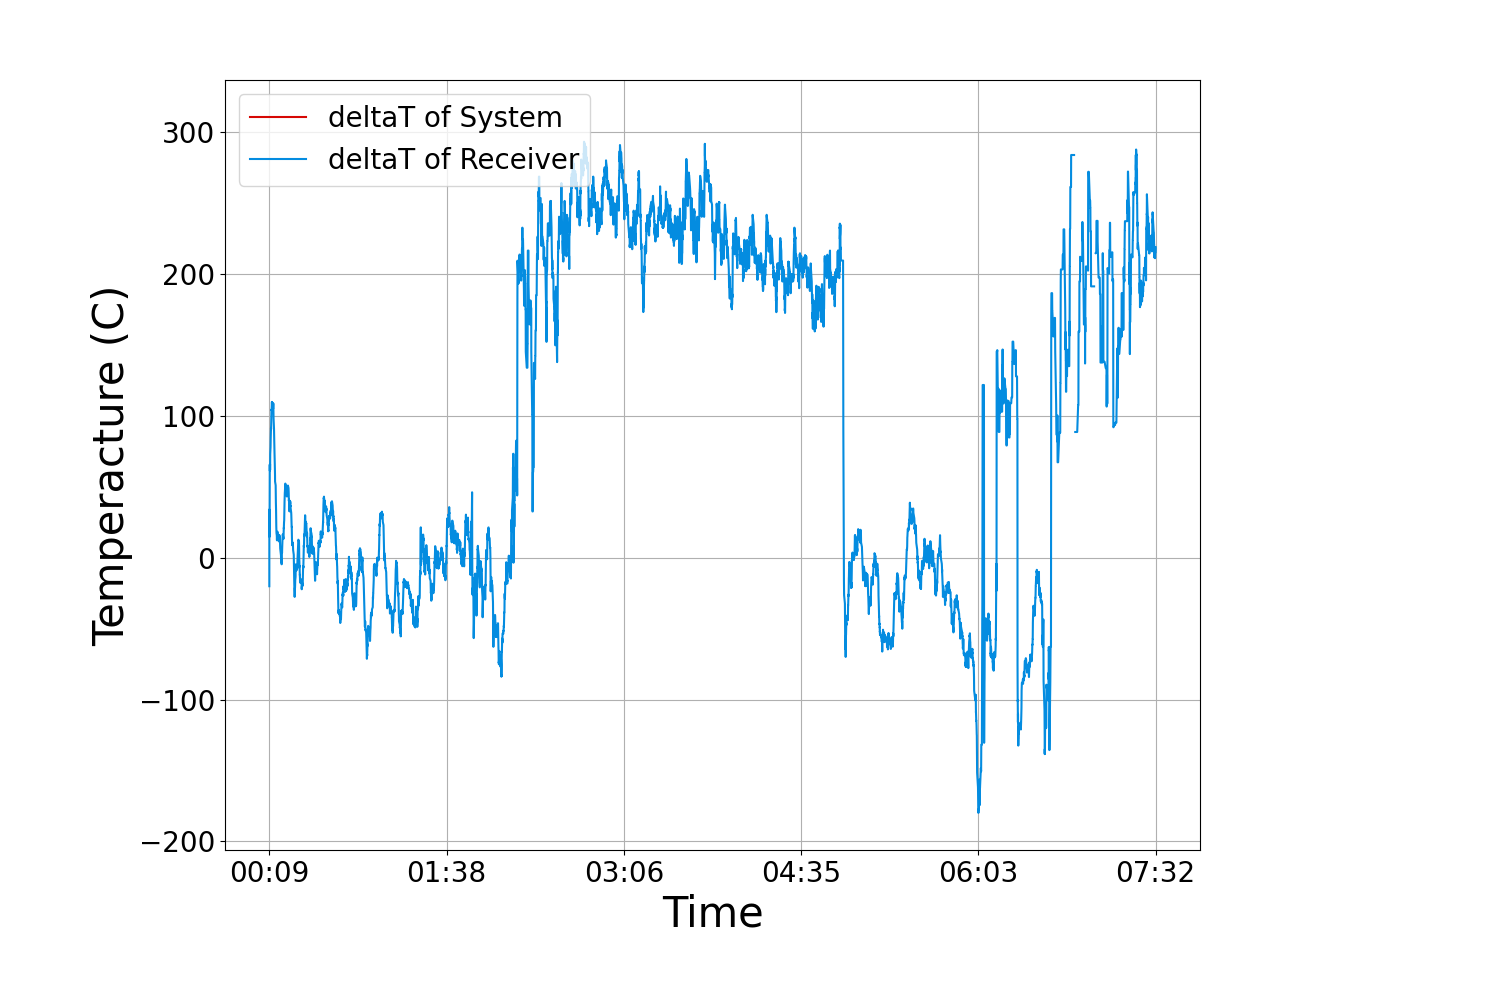 deltaT of System
deltaT of Receiver
300
200
100
0
−100
−200
Temperacture (C)
00:09 01:38 03:06 04:35 06:03 07:32
Time